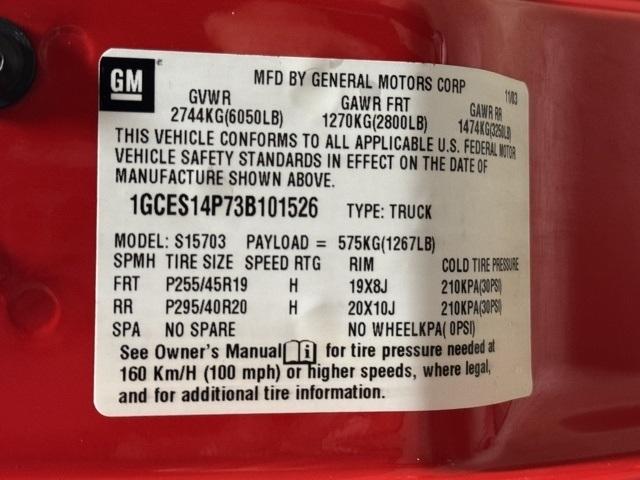 GM
MFD BY GENERAL MOTORS CORP 11/03
GVWR GAWR FRT GAWR RR
2744KG(6050LB) 1270KG(2800LB) 1474KG(3250LB)
THIS VEHICLE CONFORMS TO ALL APPLICABLE U.S. FEDERAL MOTOR
VEHICLE SAFETY STANDARDS IN EFFECT ON THE DATE OF
MANUFACTURE SHOWN ABOVE.
1GCES14P73B101526 TYPE: TRUCK
MODEL: S15703 PAYLOAD = 575KG(1267LB)
SPMH TIRE SIZE SPEED RTG RIM COLD TIRE PRESSURE
FRT P255/45R19 H 19X8J 210KPA(30PSI)
RR P295/40R20 H 20X10J 210KPA(30PSI)
SPA NO SPARE NO WHEELKPA( 0PSI)
See Owner's Manual i for tire pressure needed at
160 Km/H (100 mph) or higher speeds, where legal,
and for additional tire information.